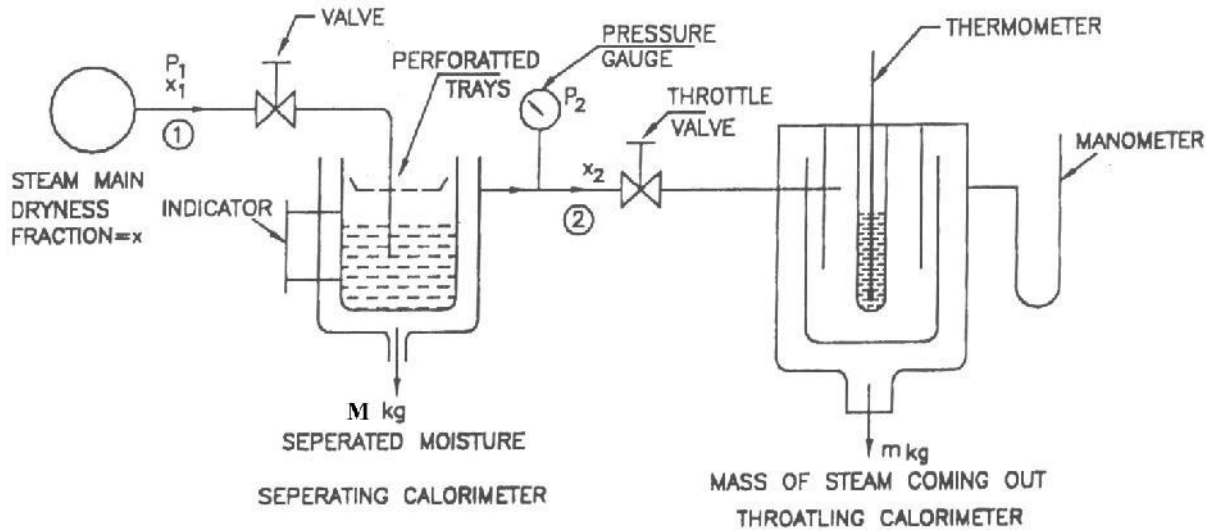 VALVE
P1
x1
1
STEAM MAIN
DRYNESS
FRACTION=x
INDICATOR
PERFORATTED
TRAYS
PRESSURE
GAUGE
P2
x2
2
THROTTLE
VALVE
THERMOMETER
MANOMETER
M kg
SEPERATED MOISTURE
SEPERATING CALORIMETER
m kg
MASS OF STEAM COMING OUT
THROATLING CALORIMETER